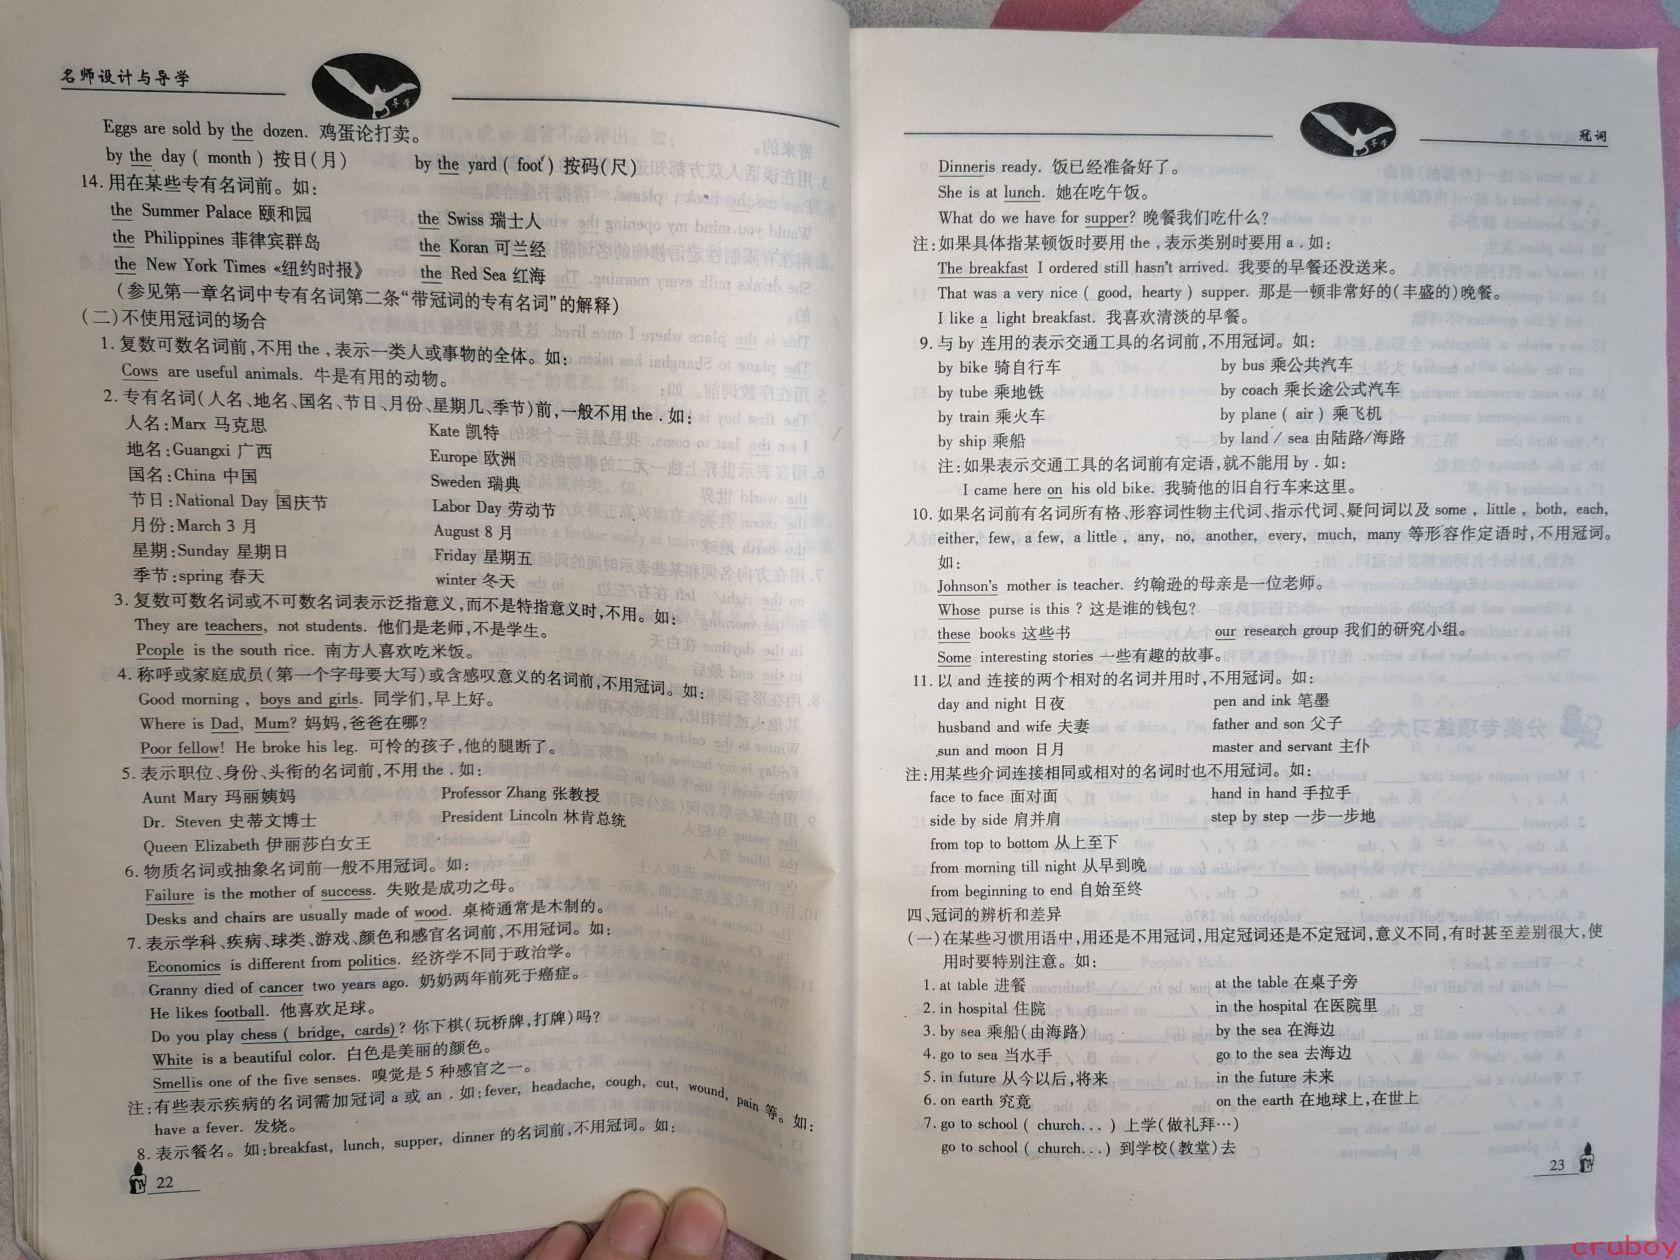 名师设计与导学
Eggs are sold by the dozen. 鸡蛋论打卖。
by the day ( month ) 按日(月) by the yard ( foot ) 按码(尺)
14. 用在某些专有名词前。如:
the Summer Palace 颐和园 the Swiss 瑞士人
the Philippines 菲律宾群岛 the Koran 可兰经
the New York Times «纽约时报» the Red Sea 红海
(参见第一章名词中专有名词第二条“带冠词的专有名词”的解释)
(二)不使用冠词的场合
1. 复数可数名词前,不用 the ,表示一类人或事物的全体。如:
Cows are useful animals. 牛是有用的动物。
2. 专有名词(人名、地名、国名、节日、月份、星期几、季节)前,一般不用 the . 如:
人名:Marx 马克思 Kate 凯特
地名:Guangxi 广西 Europe 欧洲
国名:China 中国 Sweden 瑞典
节日:National Day 国庆节 Labor Day 劳动节
月份:March 3 月 August 8 月
星期:Sunday 星期日 Friday 星期五
季节:spring 春天 winter 冬天
3. 复数可数名词或不可数名词表示泛指意义,而不是特指意义时,不用。如:
They are teachers, not students. 他们是老师,不是学生。
Pcople is the south rice. 南方人喜欢吃米饭。
4. 称呼或家庭成员(第一个字母要大写)或含感叹意义的名词前,不用冠词。如:
Good morning , boys and girls. 同学们,早上好。
Where is Dad, Mum? 妈妈,爸爸在哪?
Poor fellow! He broke his leg. 可怜的孩子,他的腿断了。
5. 表示职位、身份、头衔的名词前,不用 the . 如:
Aunt Mary 玛丽姨妈 Professor Zhang 张教授
Dr. Steven 史蒂文博士 President Lincoln 林肯总统
Queen Elizabeth 伊丽莎白女王
6. 物质名词或抽象名词前一般不用冠词。如:
Failure is the mother of success. 失败是成功之母。
Desks and chairs are usually made of wood. 桌椅通常是木制的。
7. 表示学科、疾病、球类、游戏、颜色和感官名词前,不用冠词。如:
Economics is different from politics. 经济学不同于政治学。
Granny died of cancer two years ago. 奶奶两年前死于癌症。
He likes football. 他喜欢足球。
Do you play chess ( bridge, cards)? 你下棋(玩桥牌,打牌)吗?
White is a beautiful color. 白色是美丽的颜色。
Smellis one of the five senses. 嗅觉是 5 种感官之一。
注:有些表示疾病的名词需加冠词 a 或 an . 如:fever, headache, cough, cut, wound, pain 等。如:
have a fever. 发烧。
8. 表示餐名。如:breakfast, lunch, supper, dinner 的名词前,不用冠词。如:
22
冠词
Dinneris ready. 饭已经准备好了。
She is at lunch. 她在吃午饭。
What do we have for supper? 晚餐我们吃什么?
注:如果具体指某顿饭时要用 the ,表示类别时要用 a . 如:
The breakfast I ordered still hasn't arrived. 我要的早餐还没送来。
That was a very nice ( good, hearty ) supper. 那是一顿非常好的(丰盛的)晚餐。
I like a light breakfast. 我喜欢清淡的早餐。
9. 与 by 连用的表示交通工具的名词前,不用冠词。如:
by bike 骑自行车 by bus 乘公共汽车
by tube 乘地铁 by coach 乘长途公式汽车
by train 乘火车 by plane ( air ) 乘飞机
by ship 乘船 by land / sea 由陆路/海路
注:如果表示交通工具的名词前有定语,就不能用 by . 如:
I came here on his old bike. 我骑他的旧自行车来这里。
10. 如果名词前有名词所有格、形容词性物主代词、指示代词、疑问词以及 some , little , both, each,
either, few, a few, a little , any, no, another, every, much, many 等形容作定语时,不用冠词。
如:
Johnson's mother is teacher. 约翰逊的母亲是一位老师。
Whose purse is this ? 这是谁的钱包?
these books 这些书 our research group 我们的研究小组。
Some interesting stories 一些有趣的故事。
11. 以 and 连接的两个相对的名词并用时,不用冠词。如:
day and night 日夜 pen and ink 笔墨
husband and wife 夫妻 father and son 父子
sun and moon 日月 master and servant 主仆
注:用某些介词连接相同或相对的名词时也不用冠词。如:
face to face 面对面 hand in hand 手拉手
side by side 肩并肩 step by step 一步一步地
from top to bottom 从上至下
from morning till night 从早到晚
from beginning to end 自始至终
四、冠词的辨析和差异
(一)在某些习惯用语中,用还是不用冠词,用定冠词还是不定冠词,意义不同,有时甚至差别很大,使
用时要特别注意。如:
1. at table 进餐 at the table 在桌子旁
2. in hospital 住院 in the hospital 在医院里
3. by sea 乘船(由海路) by the sea 在海边
4. go to sea 当水手 go to the sea 去海边
5. in future 从今以后,将来 in the future 未来
6. on earth 究竟 on the earth 在地球上,在世上
7. go to school ( church... ) 上学(做礼拜…)
go to school ( church... ) 到学校(教堂)去
23
cruboy